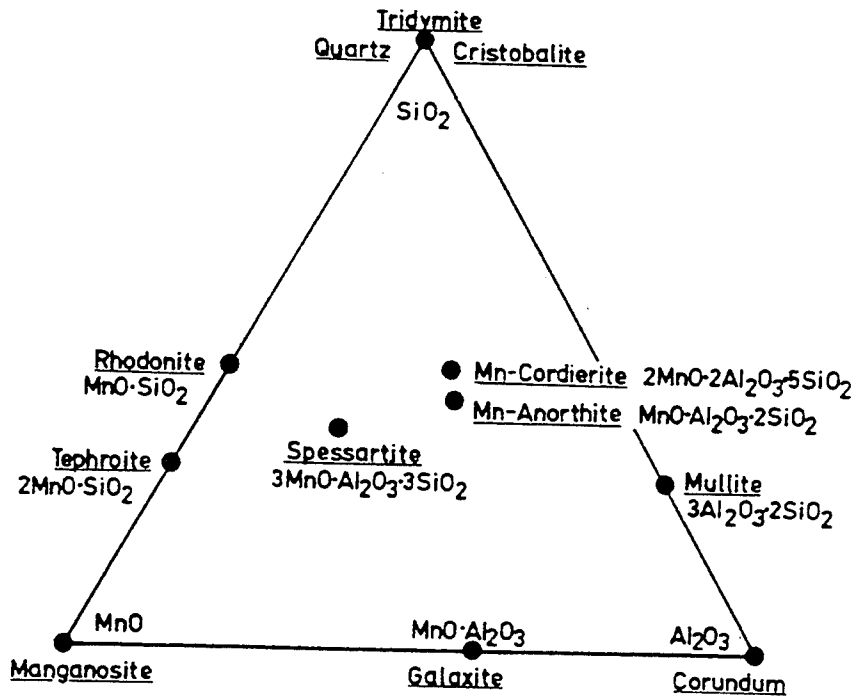 Tridymite
Quartz
Cristobalite
SiO₂
Rhodonite
MnO·SiO₂
Mn-Cordierite 2MnO·2Al₂O₃·5SiO₂
Mn-Anorthite MnO·Al₂O₃·2SiO₂
Tephroite
2MnO·SiO₂
Spessartite
3MnO·Al₂O₃·3SiO₂
Mullite
3Al₂O₃·2SiO₂
MnO
MnO·Al₂O₃
Al₂O₃
Manganosite
Galaxite
Corundum